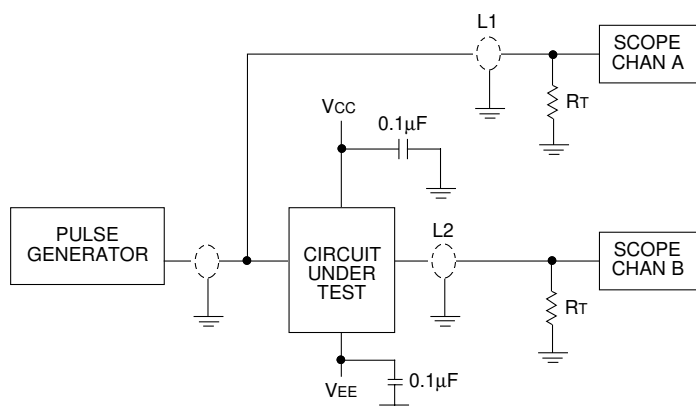 L1
SCOPE
CHAN A
RT
VCC
0.1µF
PULSE
GENERATOR
CIRCUIT
UNDER
TEST
L2
SCOPE
CHAN B
RT
VEE
0.1µF